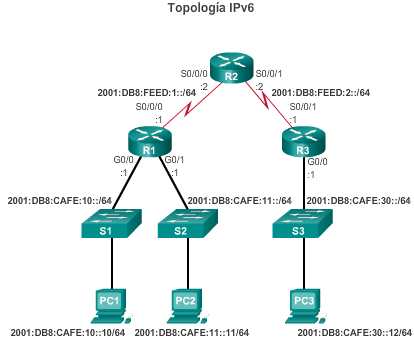 Topología IPv6
R2
S0/0/0
S0/0/1
:2
:2
2001:DB8:FEED:1::/64
2001:DB8:FEED:2::/64
S0/0/0
S0/0/1
:1
:1
R1
R3
G0/0
G0/1
G0/0
:1
:1
:1
2001:DB8:CAFE:10::/64
2001:DB8:CAFE:11::/64
2001:DB8:CAFE:30::/64
S1
S2
S3
PC1
PC2
PC3
2001:DB8:CAFE:10::10/64
2001:DB8:CAFE:11::11/64
2001:DB8:CAFE:30::12/64